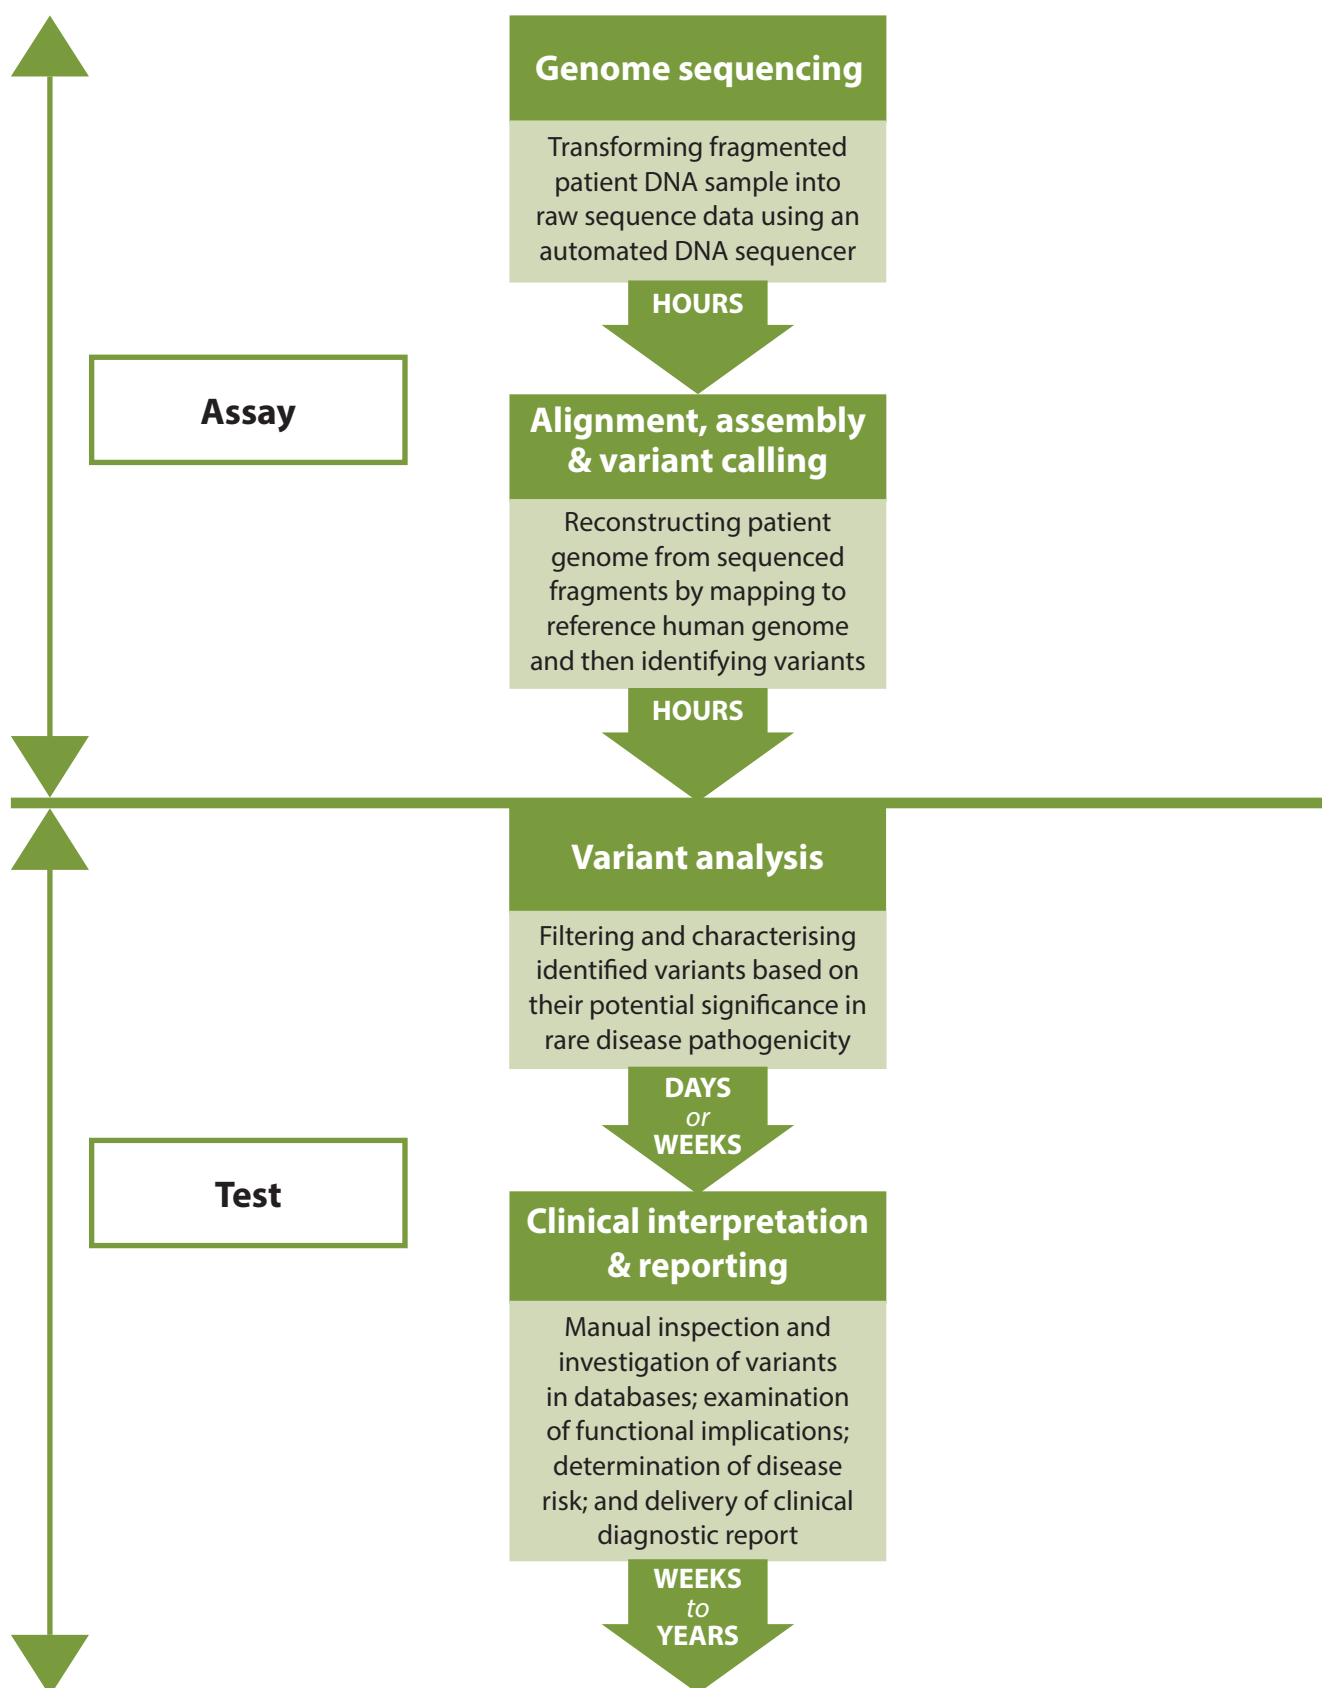 Genome sequencing
Transforming fragmented
patient DNA sample into
raw sequence data using an
automated DNA sequencer
HOURS
Assay
Alignment, assembly
& variant calling
Reconstructing patient
genome from sequenced
fragments by mapping to
reference human genome
and then identifying variants
HOURS
Variant analysis
Filtering and characterising
identified variants based on
their potential significance in
rare disease pathogenicity
DAYS
or
WEEKS
Test
Clinical interpretation
& reporting
Manual inspection and
investigation of variants
in databases; examination
of functional implications;
determination of disease
risk; and delivery of clinical
diagnostic report
WEEKS
to
YEARS